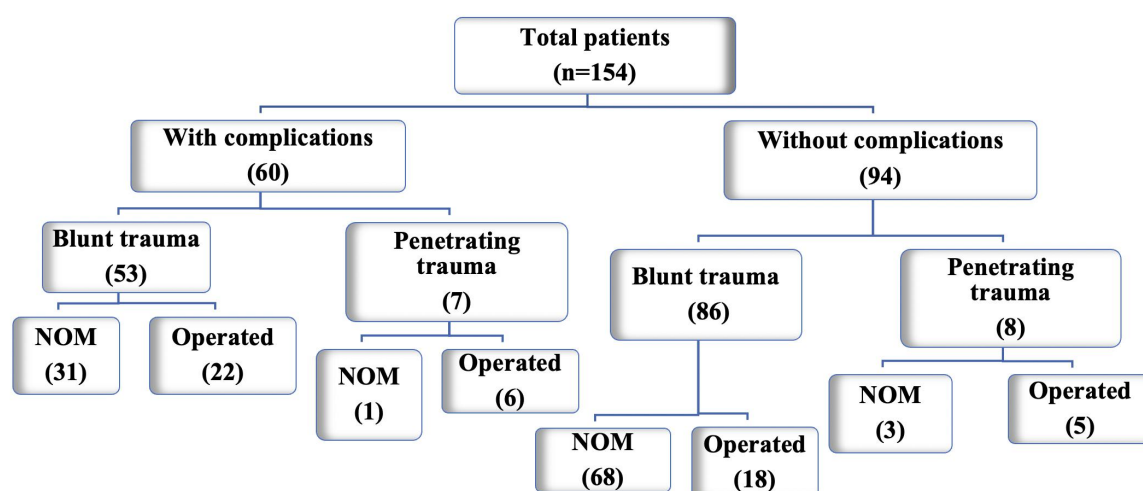 Total patients
(n=154)
With complications
(60)
Without complications
(94)
Blunt trauma
(53)
Penetrating
trauma
(7)
Blunt trauma
(86)
Penetrating
trauma
(8)
NOM
(31)
Operated
(22)
NOM
(1)
Operated
(6)
NOM
(68)
Operated
(18)
NOM
(3)
Operated
(5)